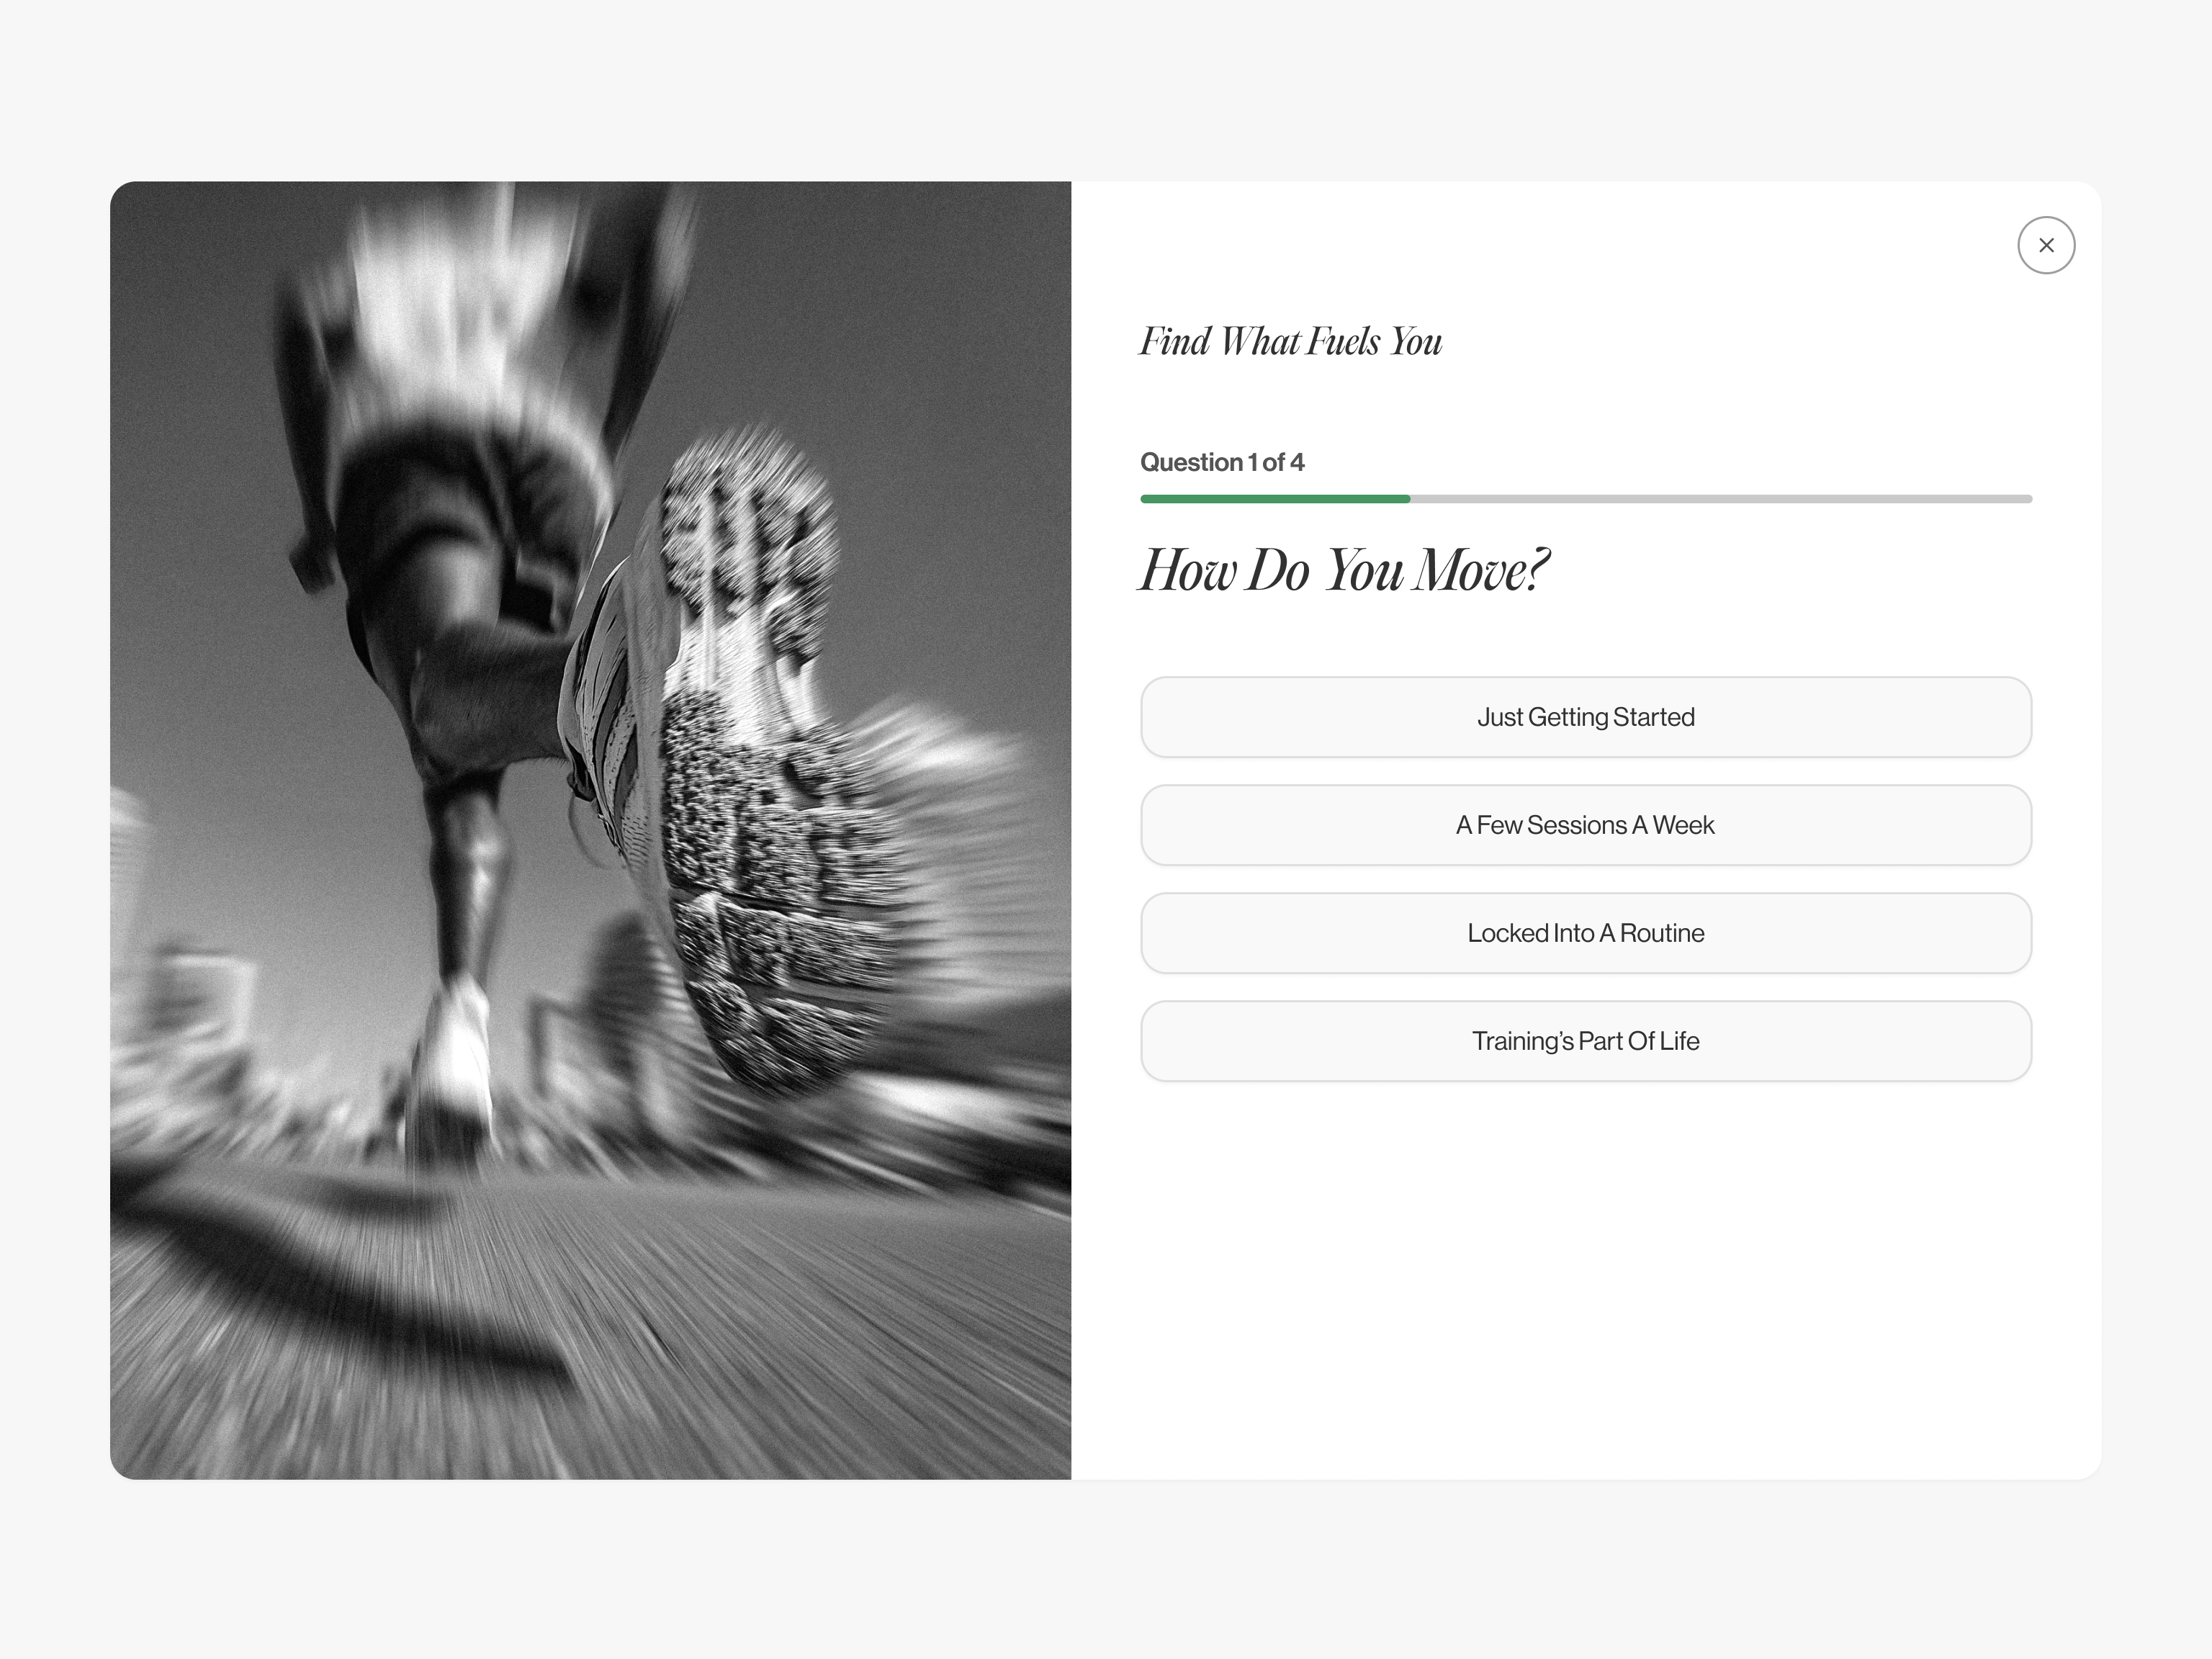 Find What Fuels You
Question 1 of 4
How Do You Move?
Just Getting Started
A Few Sessions A Week
Locked Into A Routine
Training’s Part Of Life